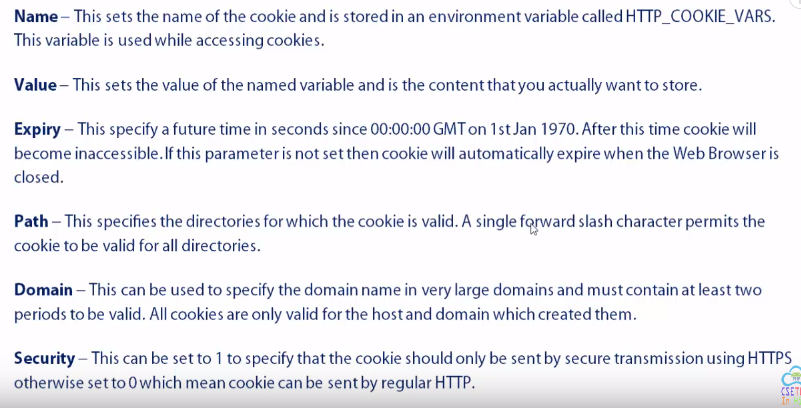 Name – This sets the name of the cookie and is stored in an environment variable called HTTP_COOKIE_VARS.
This variable is used while accessing cookies.
Value – This sets the value of the named variable and is the content that you actually want to store.
Expiry – This specify a future time in seconds since 00:00:00 GMT on 1st Jan 1970. After this time cookie will
become inaccessible. If this parameter is not set then cookie will automatically expire when the Web Browser is
closed.
Path – This specifies the directories for which the cookie is valid. A single forward slash character permits the
cookie to be valid for all directories.
Domain – This can be used to specify the domain name in very large domains and must contain at least two
periods to be valid. All cookies are only valid for the host and domain which created them.
Security – This can be set to 1 to specify that the cookie should only be sent by secure transmission using HTTPS
otherwise set to 0 which mean cookie can be sent by regular HTTP.